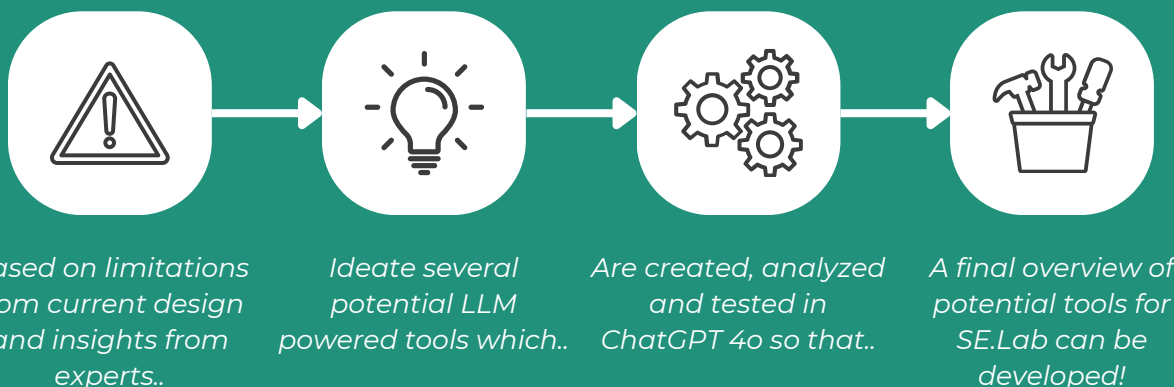 ased on limitations
om current design
and insights from
experts..
Ideate several
potential LLM
powered tools which..
Are created, analyzed
and tested in
ChatGPT 4o so that..
A final overview of
potential tools for
SE.Lab can be
developed!